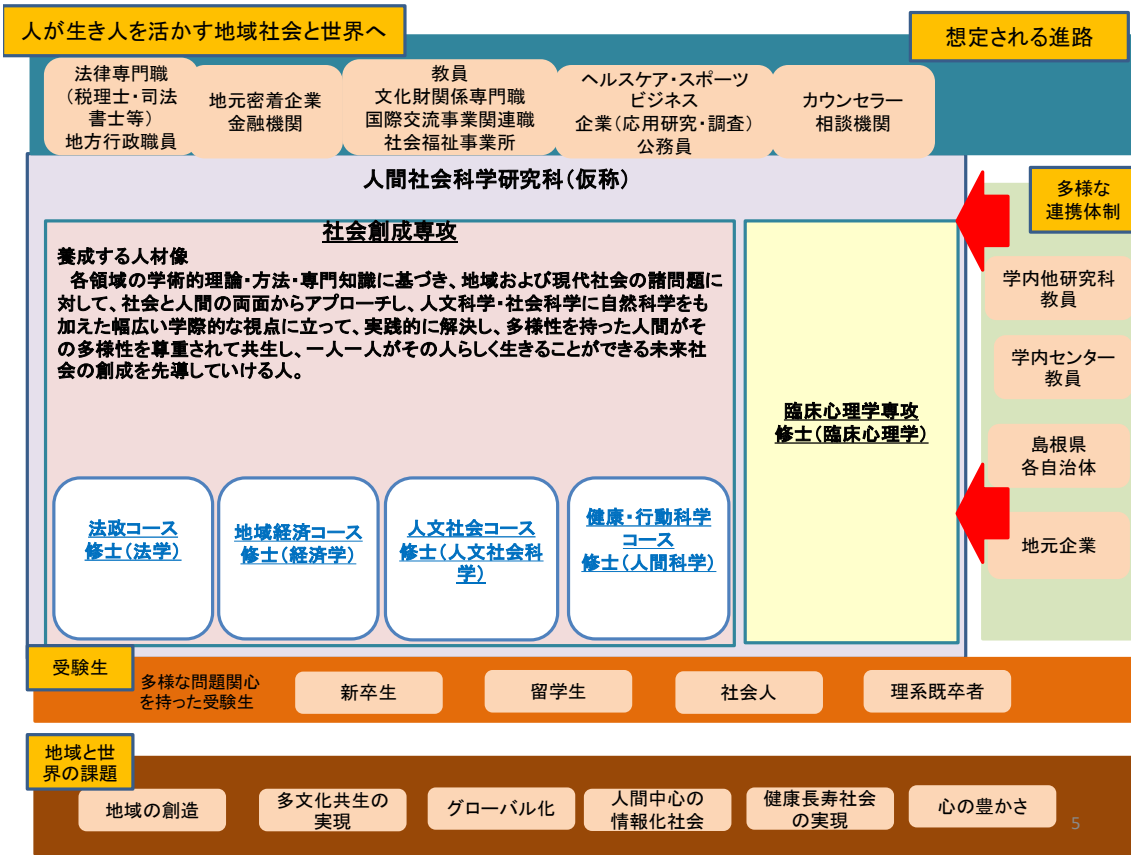 人が生き人を活かす地域社会と世界へ
想定される進路
法律専門職
（税理士・司法
書士等）
地方行政職員
地元密着企業
金融機関
教員
文化財関係専門職
国際交流事業関連職
社会福祉事業所
ヘルスケア・スポーツ
ビジネス
企業（応用研究・調査）
公務員
カウンセラー
相談機関
人間社会科学研究科（仮称）
多様な
連携体制
社会創成専攻
養成する人材像
各領域の学術的理論・方法・専門知識に基づき、地域および現代社会の諸問題に
対して、社会と人間の両面からアプローチし、人文科学・社会科学に自然科学をも
加えた幅広い学際的な視点に立って、実践的に解決し、多様性を持った人間がそ
の多様性を尊重されて共生し、一人一人がその人らしく生きることができる未来社
会の創成を先導していける人。
法政コース
修士（法学）
地域経済コース
修士（経済学）
人文社会コース
修士（人文社会科
学）
健康・行動科学
コース
修士（人間科学）
臨床心理学専攻
修士（臨床心理学）
学内他研究科
教員
学内センター
教員
島根県
各自治体
地元企業
受験生
多様な問題関心
を持った受験生
新卒生
留学生
社会人
理系既卒者
地域と世
界の課題
地域の創造
多文化共生の
実現
グローバル化
人間中心の
情報化社会
健康長寿社会
の実現
心の豊かさ
5